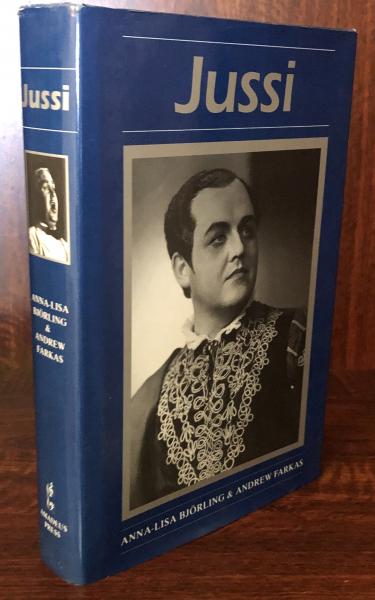 Jussi
ANNA-LISA
BJÖRLING
&
ANDREW
FARKAS
AMADEUS
PRESS
Jussi
ANNA-LISA BJÖRLING & ANDREW FARKAS